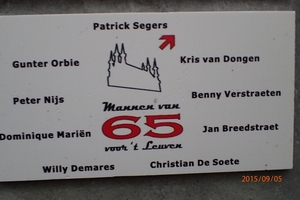 Patrick Segers
Gunter Orbie
Kris van Dongen
Peter Nijs
Benny Verstraeten
Mannen van
65
voor 't Leuven
Dominique Mariën
Jan Breedstraet
Willy Demares
Christian De Soete
2015/09/05